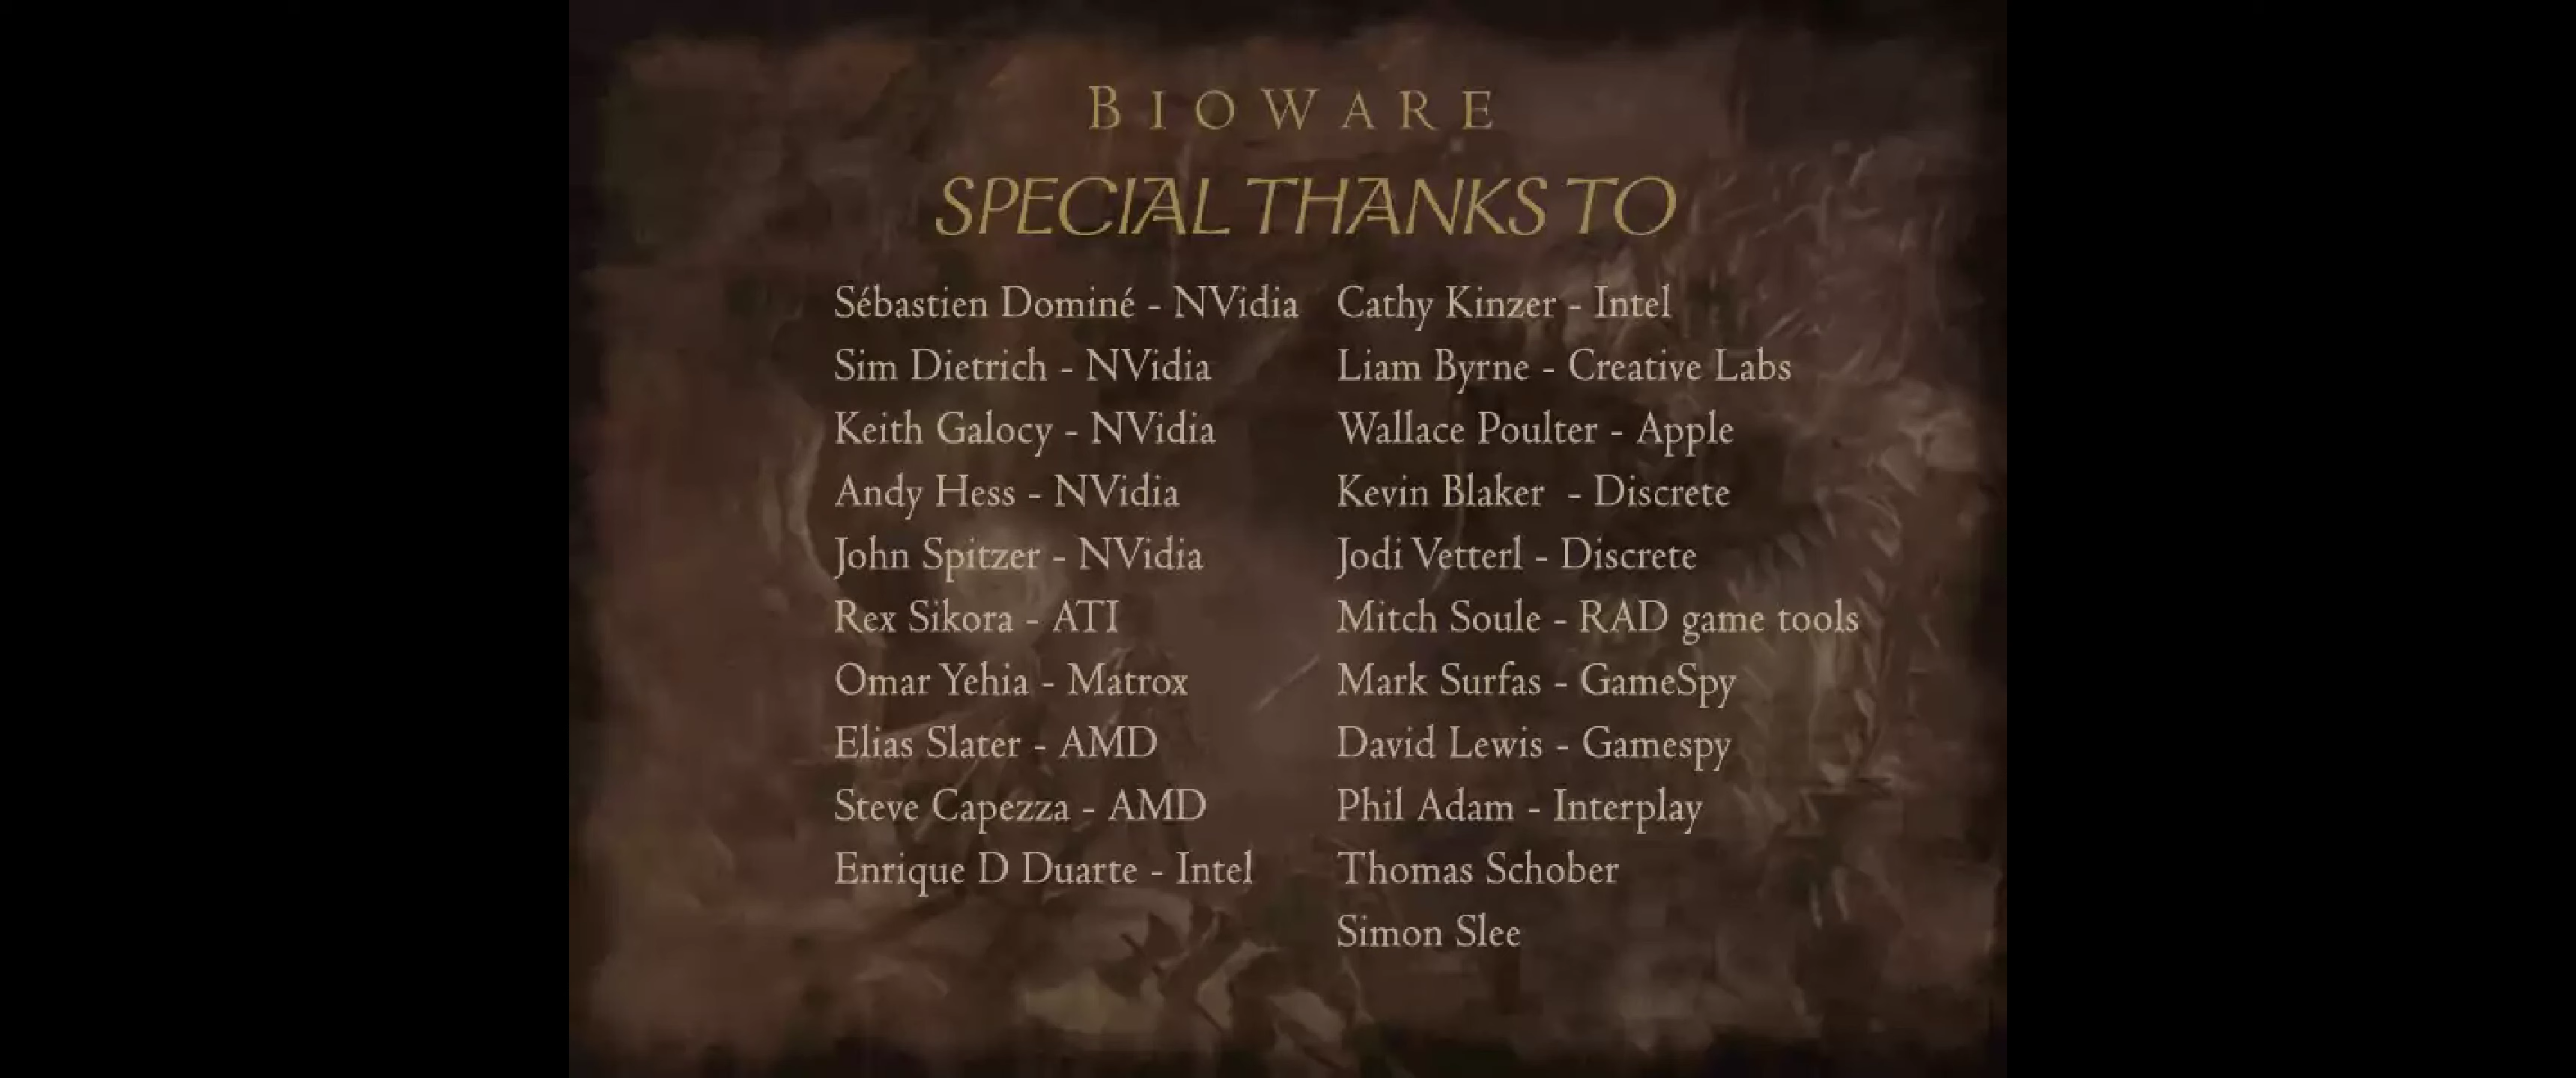 BIOWARE
SPECIAL THANKS TO
Sébastien Dominé - NVidia
Sim Dietrich - NVidia
Keith Galocy - NVidia
Andy Hess - NVidia
John Spitzer - NVidia
Rex Sikora - ATI
Omar Yehia - Matrox
Elias Slater - AMD
Steve Capezza - AMD
Enrique D Duarte - Intel
Cathy Kinzer - Intel
Liam Byrne - Creative Labs
Wallace Poulter - Apple
Kevin Blaker - Discrete
Jodi Vetterl - Discrete
Mitch Soule - RAD game tools
Mark Surfas - GameSpy
David Lewis - Gamespy
Phil Adam - Interplay
Thomas Schober
Simon Slee